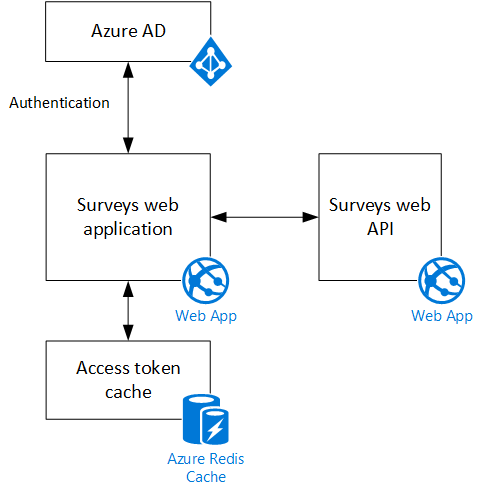 Azure AD
Authentication
Surveys web
application
Web App
Surveys web
API
Web App
Access token
cache
Azure Redis
Cache